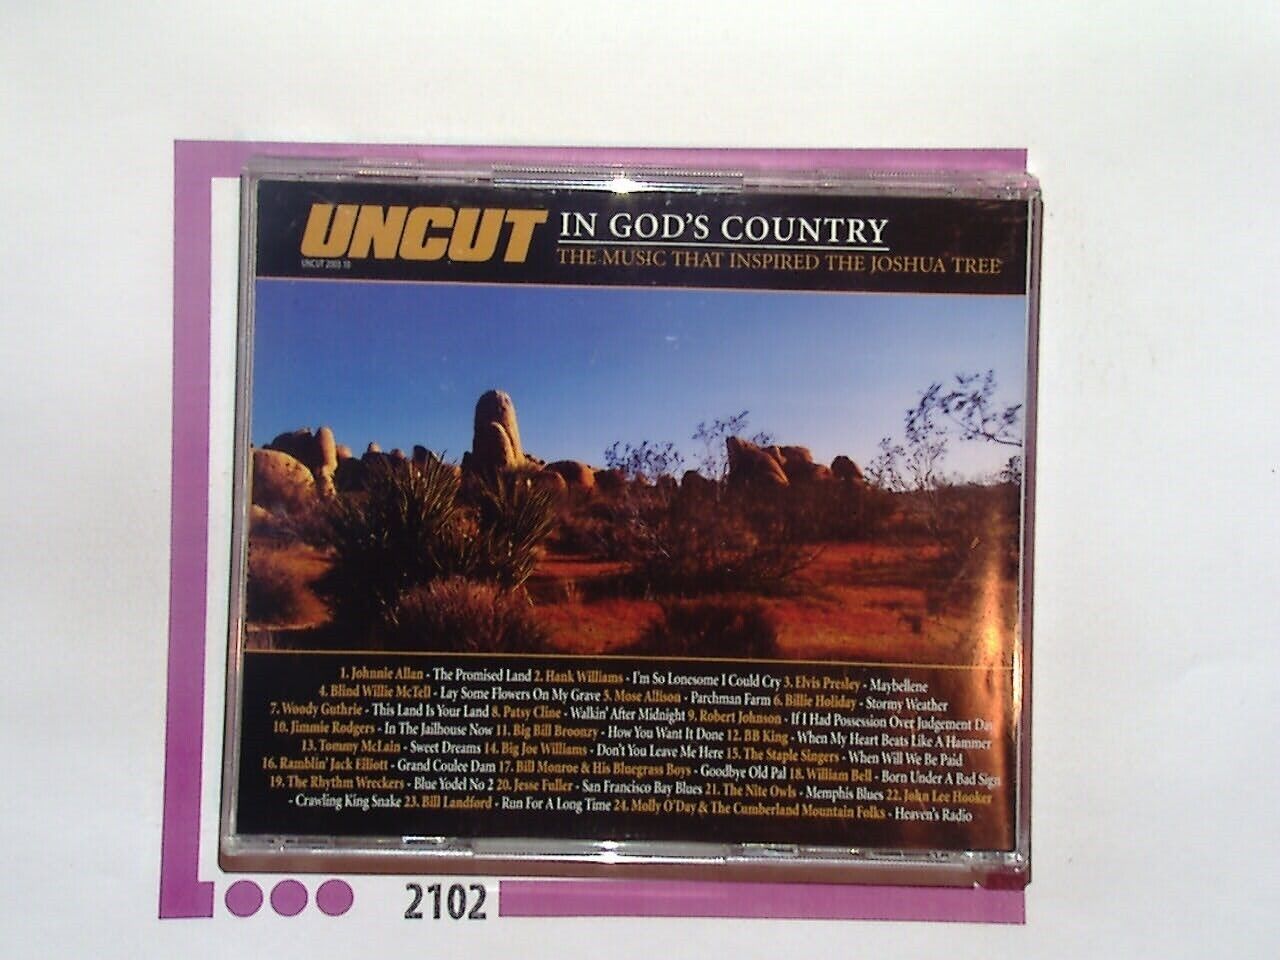 UNCUT IN GOD'S COUNTRY
THE MUSIC THAT INSPIRED THE JOSHUA TREE
UNCUT 2003 10
1. Johnnie Allan - The Promised Land 2. Hank Williams - I'm So Lonesome I Could Cry 3. Elvis Presley - Maybellene
4. Blind Willie McTell - Lay Some Flowers On My Grave 5. Mose Allison - Parchman Farm 6. Billie Holiday - Stormy Weather
7. Woody Guthrie - This Land Is Your Land 8. Patsy Cline - Walkin' After Midnight 9. Robert Johnson - If I Had Possession Over Judgement Day
10. Jimmie Rodgers - In The Jailhouse Now 11. Big Bill Broonzy - How You Want It Done 12. BB King - When My Heart Beats Like A Hammer
13. Tommy McLain - Sweet Dreams 14. Big Joe Williams - Don't You Leave Me Here 15. The Staple Singers - When Will We Be Paid
16. Ramblin' Jack Elliott - Grand Coulee Dam 17. Bill Monroe & His Bluegrass Boys - Goodbye Old Pal 18. William Bell - Born Under A Bad Sign
19. The Rhythm Wreckers - Blue Yodel No 2 20. Jesse Fuller - San Francisco Bay Blues 21. The Nite Owls - Memphis Blues 22. John Lee Hooker
- Crawling King Snake 23. Bill Landford - Run For A Long Time 24. Molly O'Day & The Cumberland Mountain Folks - Heaven's Radio
2102